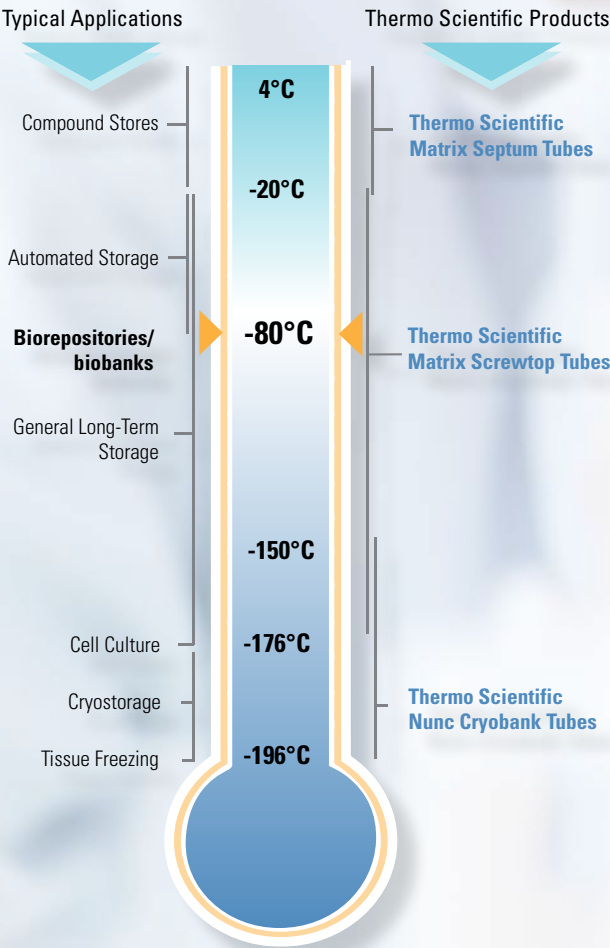 Typical Applications
Thermo Scientific Products
4°C
Compound Stores
Thermo Scientific
Matrix Septum Tubes
-20°C
Automated Storage
Biorepositories/
biobanks
-80°C
Thermo Scientific
Matrix Screwtop Tubes
General Long-Term
Storage
-150°C
Cell Culture
-176°C
Cryostorage
Thermo Scientific
Nunc Cryobank Tubes
Tissue Freezing
-196°C